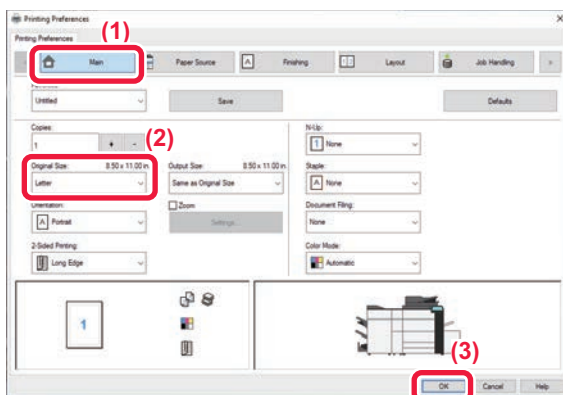 Printing Preferences
(1)
Printing Preferences
Main
Paper Source
Finishing
Layout
Job Handling
Untitled
Save
Defaults
Copies:
1
+ -
(2)
N-Up:
1 None
Original Size: 8.50 x 11.00 in.
Letter
Output Size: 8.50 x 11.00 in.
Same as Original Size
Staple:
A None
Orientation:
A Portrait
Zoom
Settings
Document Filing:
None
2-Sided Printing:
Long Edge
Color Mode:
Automatic
1
(3)
OK
Cancel
Help